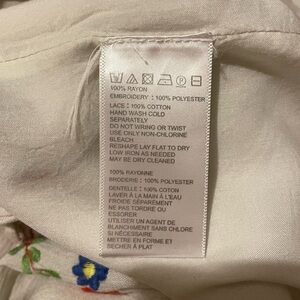 100% RAYON
EMBROIDERY : 100% POLYESTER
LACE : 100% COTTON
HAND WASH COLD
SEPARATELY
DO NOT WRING OR TWIST
USE ONLY NON-CHLORINE
BLEACH
RESHAPE LAY FLAT TO DRY
LOW IRON AS NEEDED
MAY BE DRY CLEANED
100% RAYONNE
BRODERIE : 100% POLYESTER
DENTELLE : 100% COTON
LAVER À LA MAIN À L'EAU
FROIDE SÉPARÉMENT
NE PAS TORDRE OU
ESSORER
UTILISER UN AGENT DE
BLANCHIMENT SANS CHLORE
SI NÉCESSAIRE
METTRE EN FORME ET
SÉCHER À PLAT